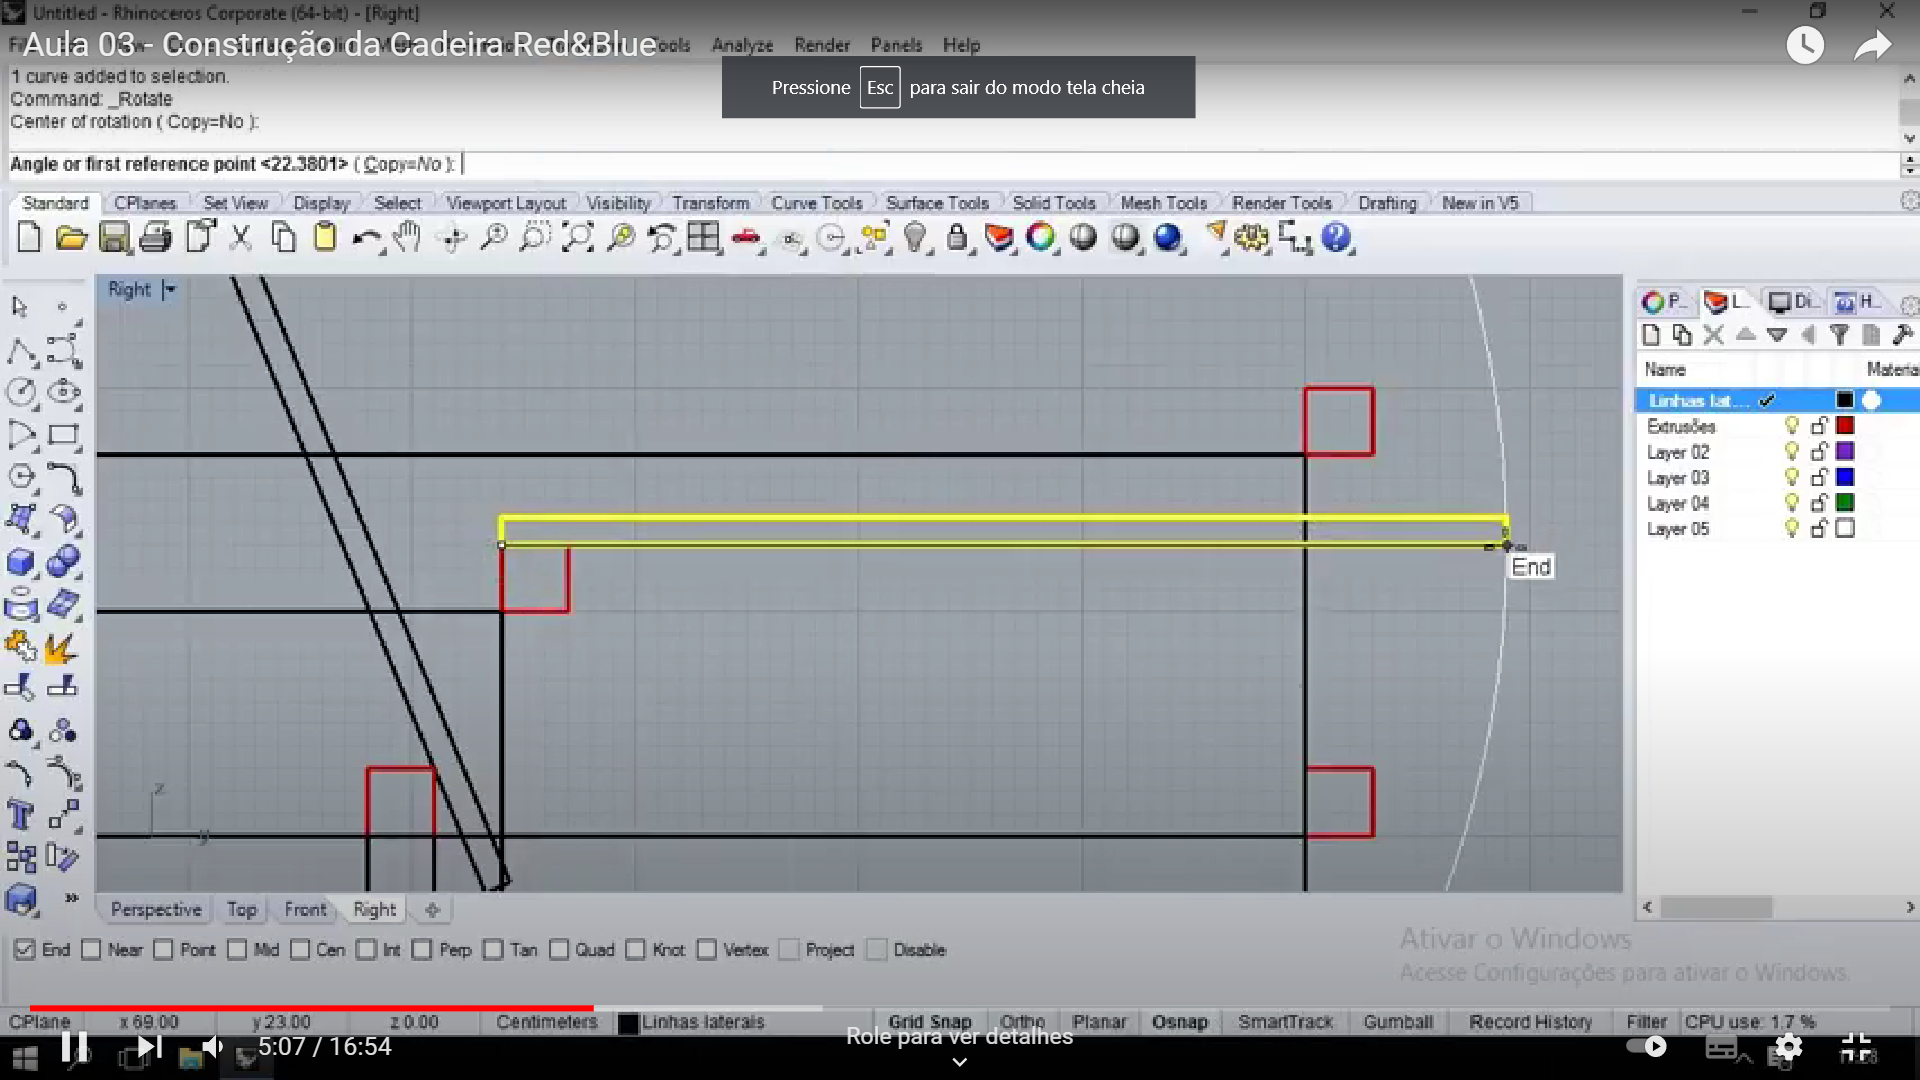 Untitled - Rhinoceros Corporate (64-bit) - [Right]
Aula 03 - Construção da Cadeira Red&Blue
Tools Analyze Render Panels Help
1 curve added to selection.
Command: _Rotate
Center of rotation ( Copy=No ):
Pressione Esc para sair do modo tela cheia
Angle or first reference point <22.3801> ( Copy=No ):
Standard CPlanes Set View Display Select Viewport Layout Visibility Transform Curve Tools Surface Tools Solid Tools Mesh Tools Render Tools Drafting New in V5
Right
P... L... Di... H...
Name Materia
Linhas lat...
Extrusões
Layer 02
Layer 03
Layer 04
Layer 05
End
z
y
Perspective Top Front Right
End Near Point Mid Cen Int Perp Tan Quad Knot Vertex Project Disable
Ativar o Windows
Acesse Configurações para ativar o Windows.
CPlane x 69.00 y 23.00 z 0.00 Centimeters Linhas laterais Grid Snap Ortho Planar Osnap SmartTrack Gumball Record History Filter CPU use: 1.7 %
5:07 / 16:54
Role para ver detalhes